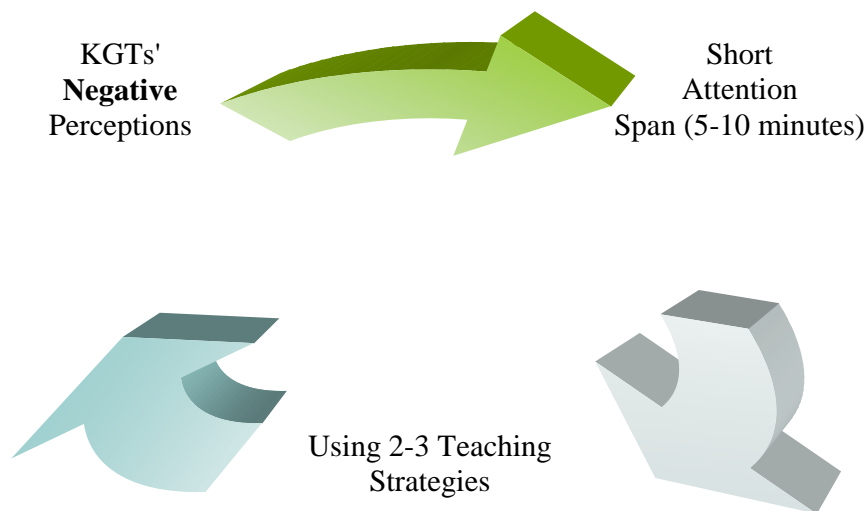 KGTs'
Negative
Perceptions
Short
Attention
Span (5-10 minutes)
Using 2-3 Teaching
Strategies